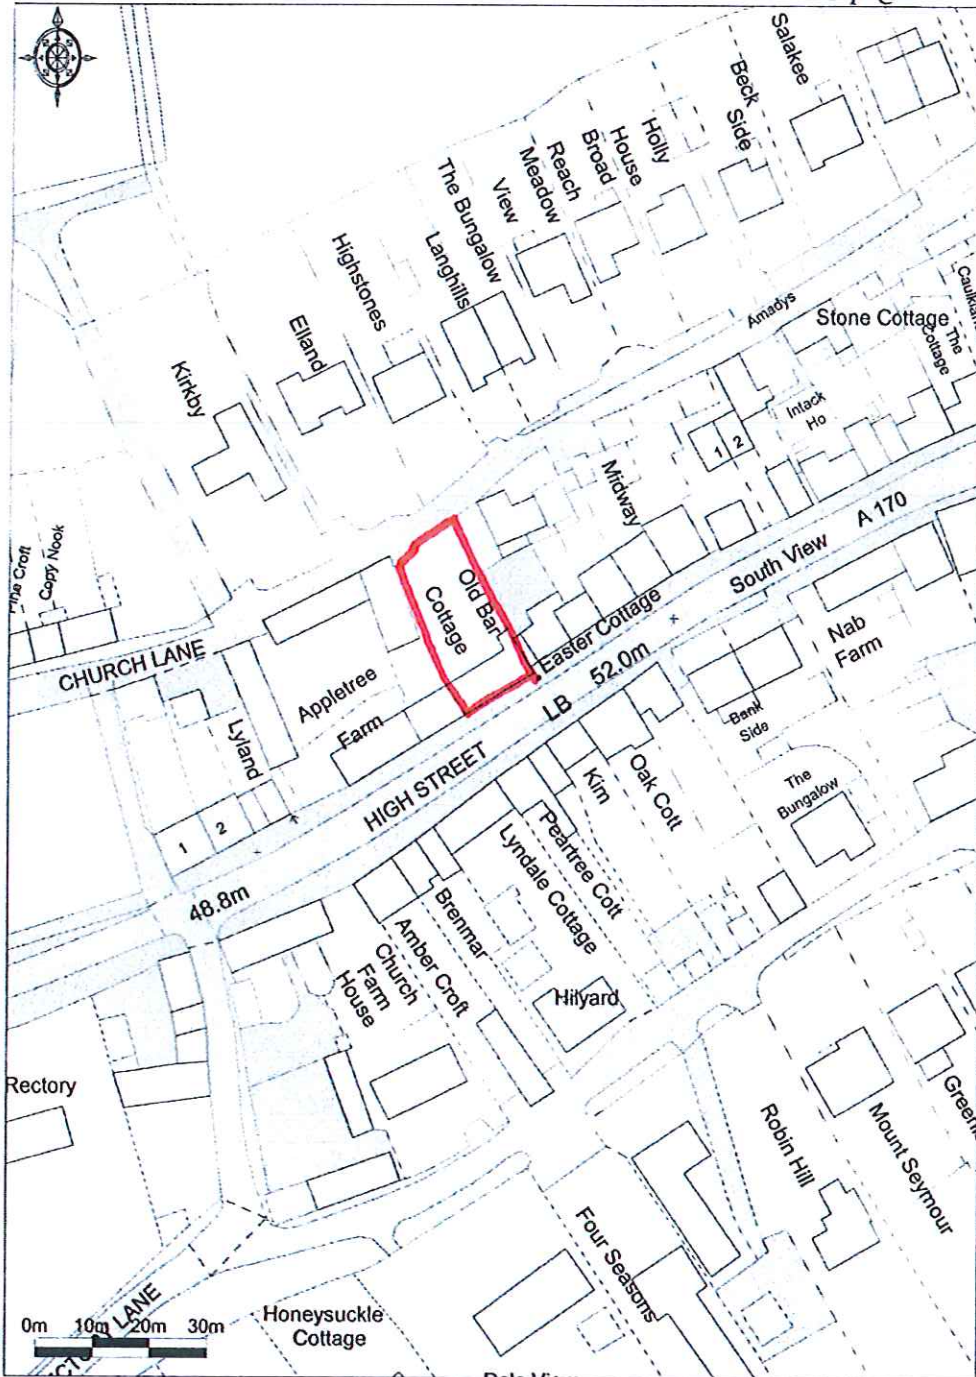 Salakee
Beck
Side
Holly
House
Broad
Reach
Meadow
View
The Bungalow
Langhills
Highstones
Elland
Kirkby
Amadys
Stone Cottage
The
Cottage
Intack
Ho
1
2
Midway
Copy Nook
CHURCH LANE
Old Bar
Cottage
Easter Cottage
South View
A 170
Appletree
Farm
Lyland
1
2
HIGH STREET
LB
52.0m
48.8m
Nab
Farm
Bank
Side
The
Bungalow
Oak Cott
Kim
Peartree Cott
Lyndale Cottage
Brenmar
Amber Croft
Church
Farm
House
Hilyard
Rectory
Robin Hill
Mount Seymour
Four Seasons
Honeysuckle
Cottage
0m 10m 20m 30m